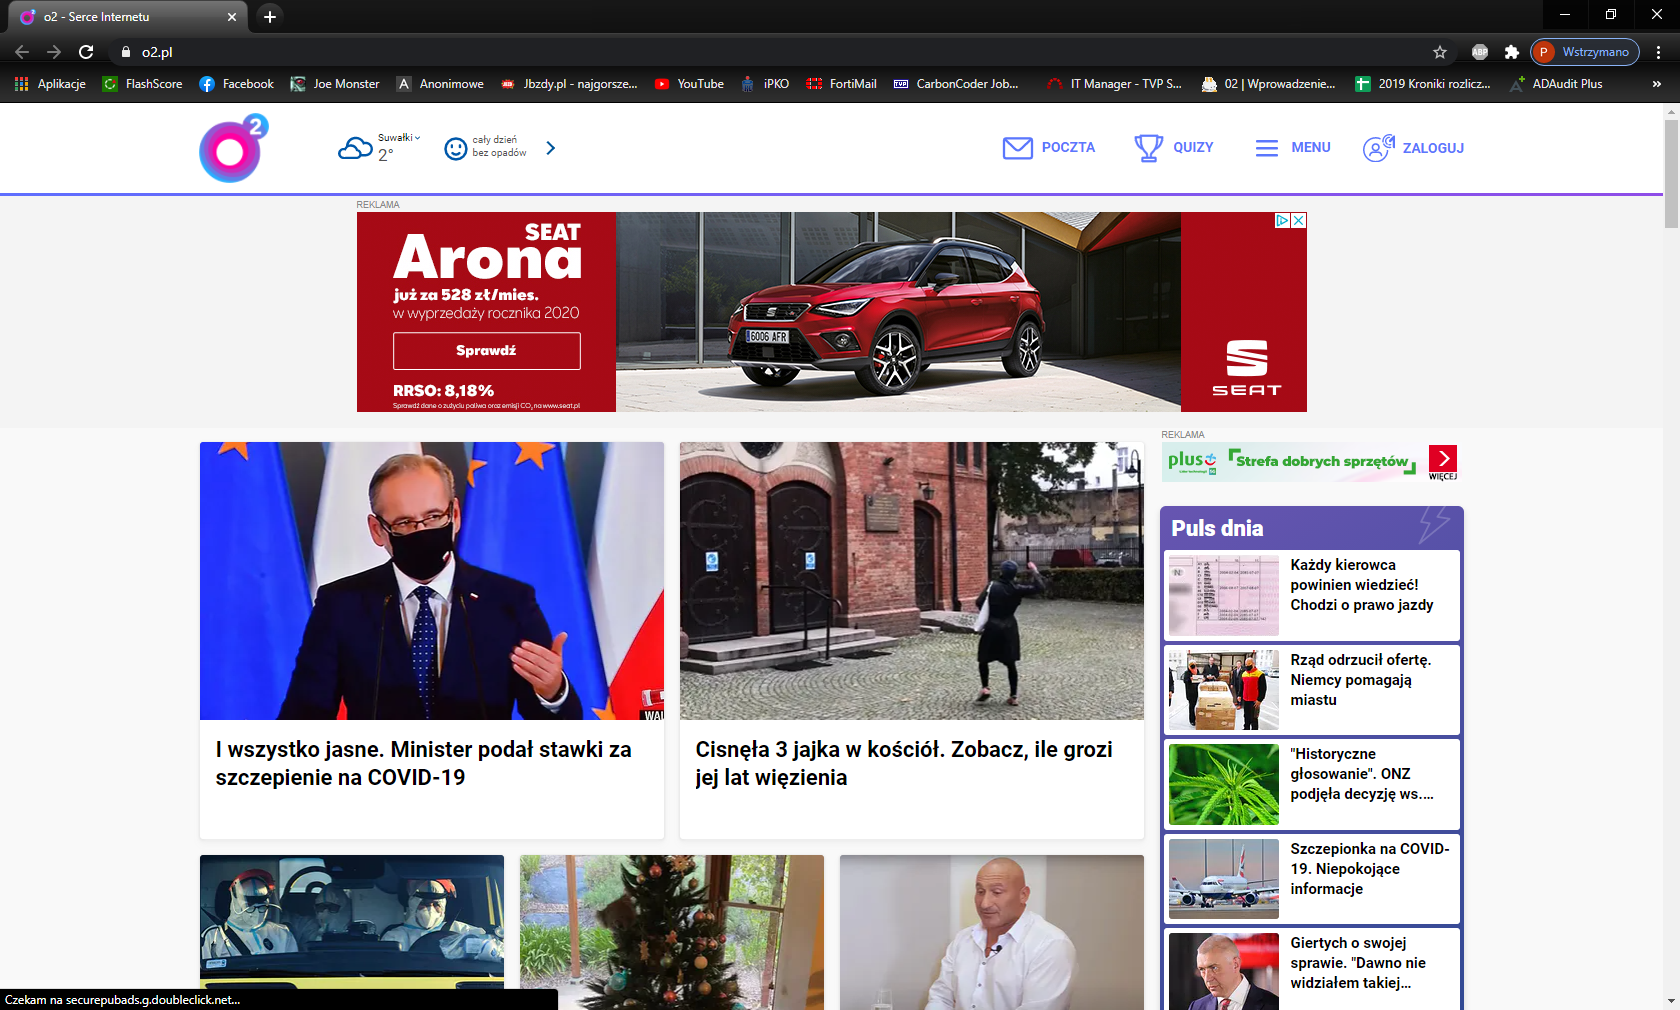 o2 - Serce Internetu
o2.pl
ABP
P Wstrzymano
Aplikacje FlashScore Facebook Joe Monster A Anonimowe Jbzdy.pl - najgorsze... YouTube iPKO FortiMail CarbonCoder Job... IT Manager - TVP S... 02 | Wprowadzenie... 2019 Kroniki rozlicz... ADAudit Plus »
2
Suwałki
2°
cały dzień
bez opadów
POCZTA
QUIZY
MENU
ZALOGUJ
REKLAMA
SEAT
Arona
już za 528 zł/mies.
w wyprzedaży rocznika 2020
Sprawdź
RRSO: 8,18%
Sprawdź dane o zużyciu paliwa oraz emisji CO₂ na www.seat.pl
6006 AFR
SEAT
REKLAMA
plus
Strefa dobrych sprzętów
WIĘCEJ
I wszystko jasne. Minister podał stawki za
szczepienie na COVID-19
Cisnęła 3 jajka w kościół. Zobacz, ile grozi
jej lat więzienia
Puls dnia
Każdy kierowca
powinien wiedzieć!
Chodzi o prawo jazdy
Rząd odrzucił ofertę.
Niemcy pomagają
miastu
"Historyczne
głosowanie". ONZ
podjęła decyzję ws....
Szczepionka na COVID-
19. Niepokojące
informacje
Giertych o swojej
sprawie. "Dawno nie
widziałem takiej...
Czekam na securepubads.g.doubleclick.net...